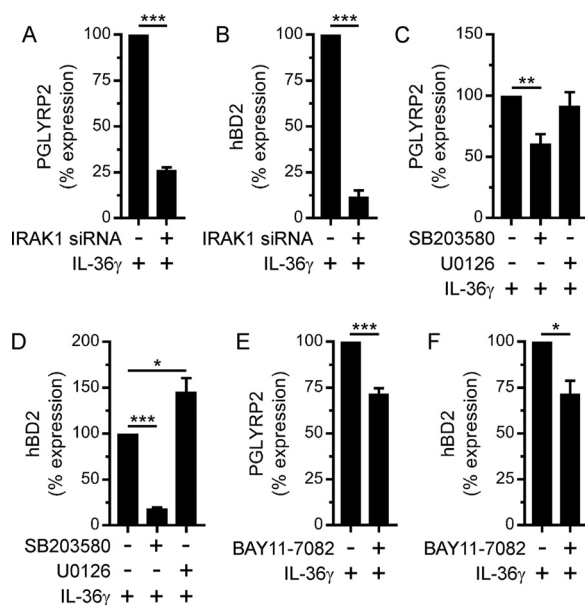 A
PGLYRP2
(% expression)
100
75
50
25
0
***
IRAK1 siRNA - +
IL-36γ + +
B
hBD2
(% expression)
100
75
50
25
0
***
IRAK1 siRNA - +
IL-36γ + +
C
PGLYRP2
(% expression)
150
100
50
0
**
SB203580 - + -
U0126 - - +
IL-36γ + + +
D
hBD2
(% expression)
200
150
100
50
0
*
***
SB203580 - + -
U0126 - - +
IL-36γ + + +
E
PGLYRP2
(% expression)
100
75
50
25
0
***
BAY11-7082 - +
IL-36γ + +
F
hBD2
(% expression)
100
75
50
25
0
*
BAY11-7082 - +
IL-36γ + +